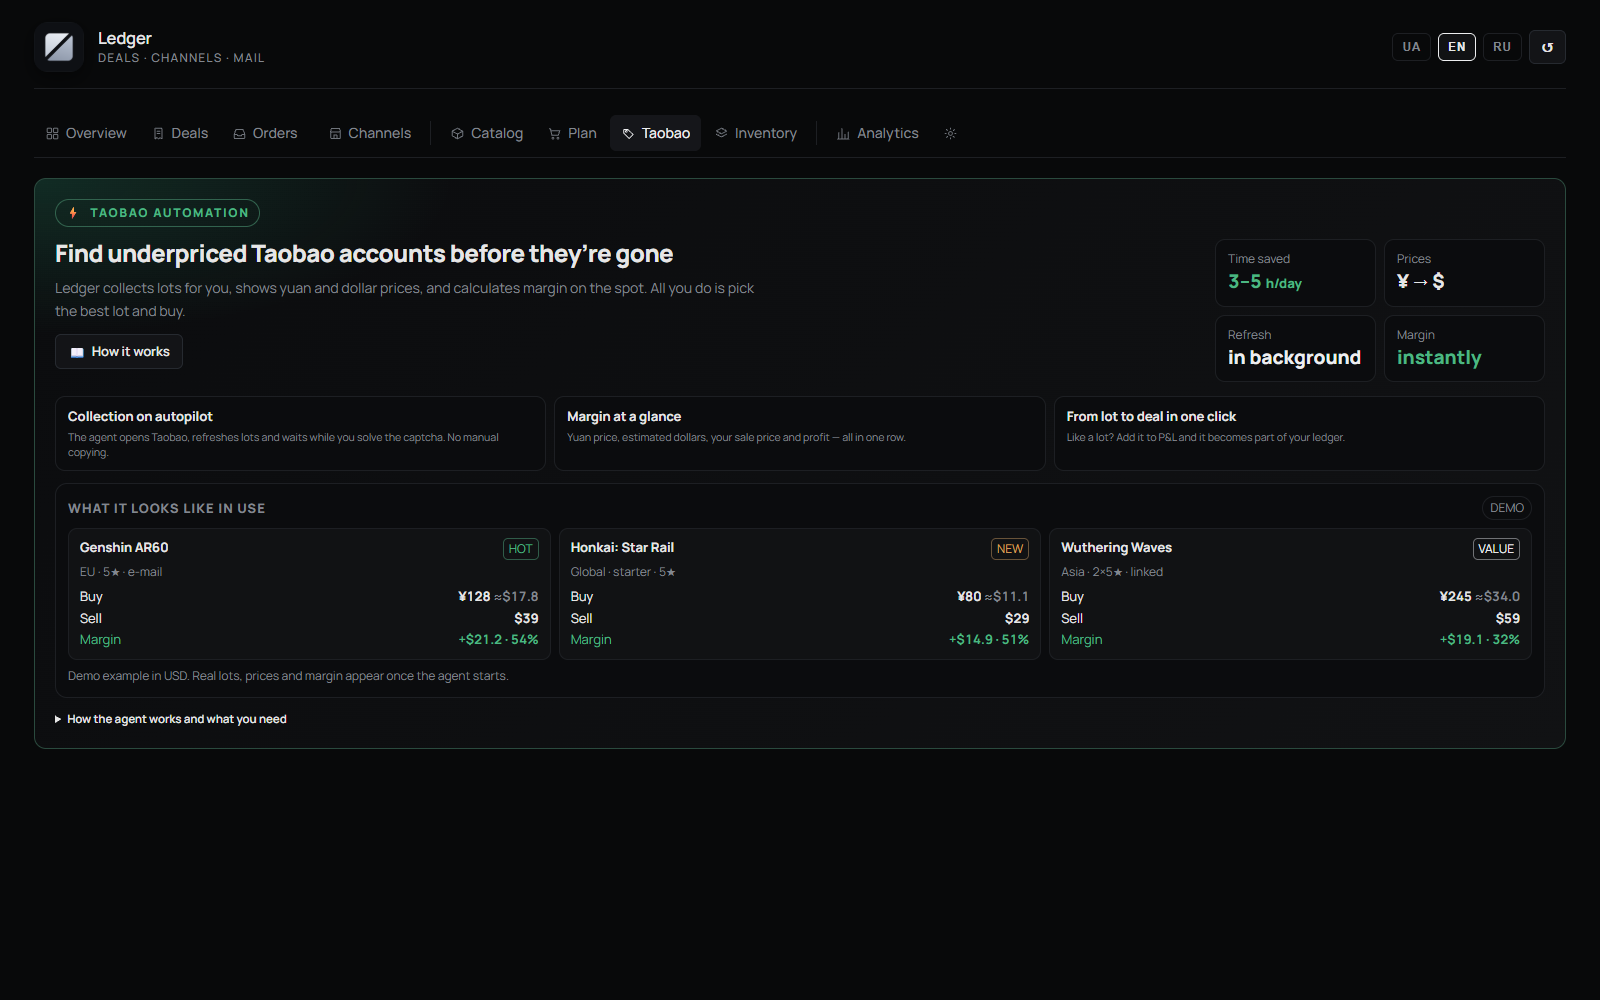 Ledger
DEALS · CHANNELS · MAIL
UA
EN
RU
Overview
Deals
Orders
Channels
Catalog
Plan
Taobao
Inventory
Analytics
TAOBAO AUTOMATION
Find underpriced Taobao accounts before they’re gone
Ledger collects lots for you, shows yuan and dollar prices, and calculates margin on the spot. All you do is pick
the best lot and buy.
How it works
Time saved
3–5 h/day
Prices
¥ → $
Refresh
in background
Margin
instantly
Collection on autopilot
The agent opens Taobao, refreshes lots and waits while you solve the captcha. No manual
copying.
Margin at a glance
Yuan price, estimated dollars, your sale price and profit — all in one row.
From lot to deal in one click
Like a lot? Add it to P&L and it becomes part of your ledger.
WHAT IT LOOKS LIKE IN USE
DEMO
Genshin AR60
HOT
EU · 5★ · e-mail
Buy
¥128 ≈$17.8
Sell
$39
Margin
+$21.2 · 54%
Honkai: Star Rail
NEW
Global · starter · 5★
Buy
¥80 ≈$11.1
Sell
$29
Margin
+$14.9 · 51%
Wuthering Waves
VALUE
Asia · 2×5★ · linked
Buy
¥245 ≈$34.0
Sell
$59
Margin
+$19.1 · 32%
Demo example in USD. Real lots, prices and margin appear once the agent starts.
How the agent works and what you need